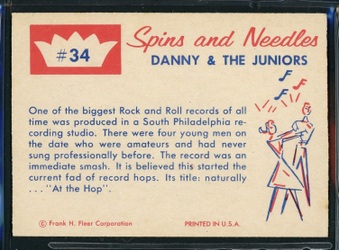 #34
Spins and Needles
DANNY & THE JUNIORS
One of the biggest Rock and Roll records of all
time was produced in a South Philadelphia re-
cording studio. There were four young men on
the date who were amateurs and had never
sung professionally before. The record was an
immediate smash. It is believed this started the
current fad of record hops. Its title: naturally
. . . "At the Hop".
© Frank H. Fleer Corporation
PRINTED IN U.S.A.